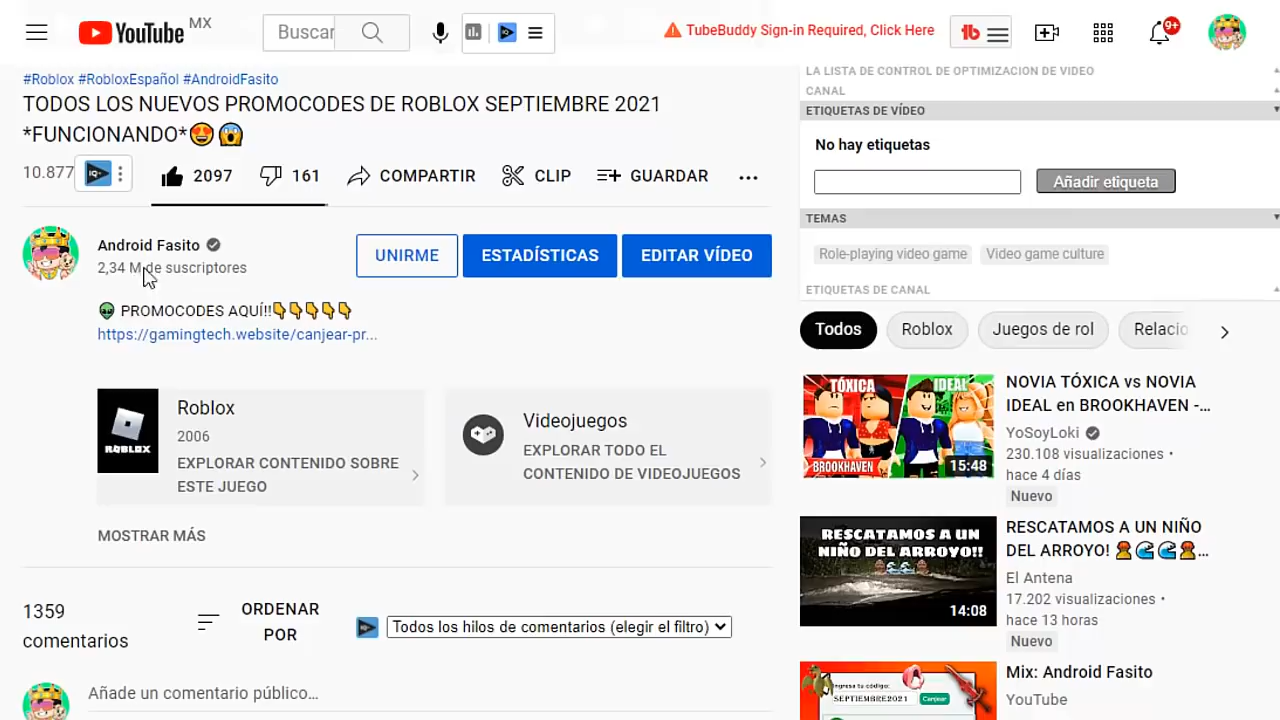 YouTube MX
Buscar
TubeBuddy Sign-in Required, Click Here
tb
9+
#Roblox #RobloxEspañol #AndroidFasito
TODOS LOS NUEVOS PROMOCODES DE ROBLOX SEPTIEMBRE 2021
*FUNCIONANDO*😍😱
10.877
2097
161
COMPARTIR
CLIP
GUARDAR
Android Fasito
2,34 M de suscriptores
UNIRME
ESTADÍSTICAS
EDITAR VÍDEO
👽 PROMOCODES AQUÍ!!👇👇👇👇👇
https://gamingtech.website/canjear-pr...
ROBLOX
Roblox
2006
EXPLORAR CONTENIDO SOBRE
ESTE JUEGO
Videojuegos
EXPLORAR TODO EL
CONTENIDO DE VIDEOJUEGOS
MOSTRAR MÁS
1359
comentarios
ORDENAR
POR
Todos los hilos de comentarios (elegir el filtro)
Añade un comentario público...
LA LISTA DE CONTROL DE OPTIMIZACION DE VIDEO
CANAL
ETIQUETAS DE VÍDEO
No hay etiquetas
Añadir etiqueta
TEMAS
Role-playing video game
Video game culture
ETIQUETAS DE CANAL
Todos
Roblox
Juegos de rol
Relacio
TÓXICA
IDEAL
BROOKHAVEN
15:48
NOVIA TÓXICA vs NOVIA
IDEAL en BROOKHAVEN -...
YoSoyLoki
230.108 visualizaciones •
hace 4 días
Nuevo
RESCATAMOS A UN
NIÑO DEL ARROYO!!
14:08
RESCATAMOS A UN NIÑO
DEL ARROYO! 🙇🌊🌊🙇...
El Antena
17.202 visualizaciones •
hace 13 horas
Nuevo
Ingresa tu código:
SEPTIEMBRE2021
Canjear
Mix: Android Fasito
YouTube